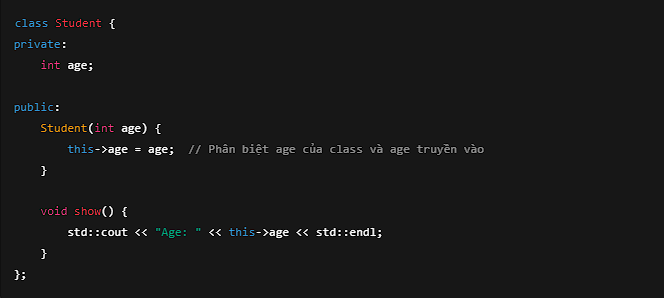 class Student {
private:
    int age;

public:
    Student(int age) {
        this->age = age;  // Phân biệt age của class và age truyền vào
    }

    void show() {
        std::cout << "Age: " << this->age << std::endl;
    }
};